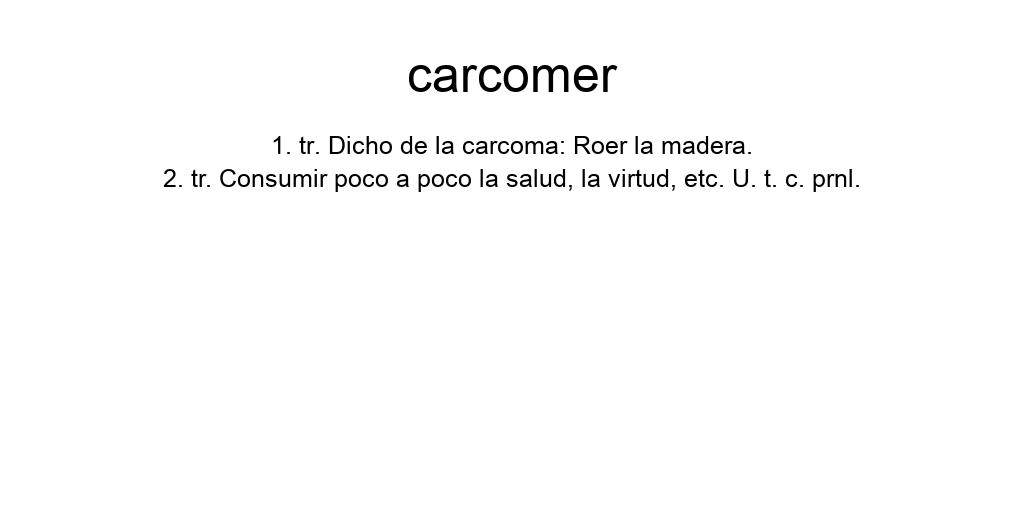 carcomer
1. tr. Dicho de la carcoma: Roer la madera.
2. tr. Consumir poco a poco la salud, la virtud, etc. U. t. c. prnl.